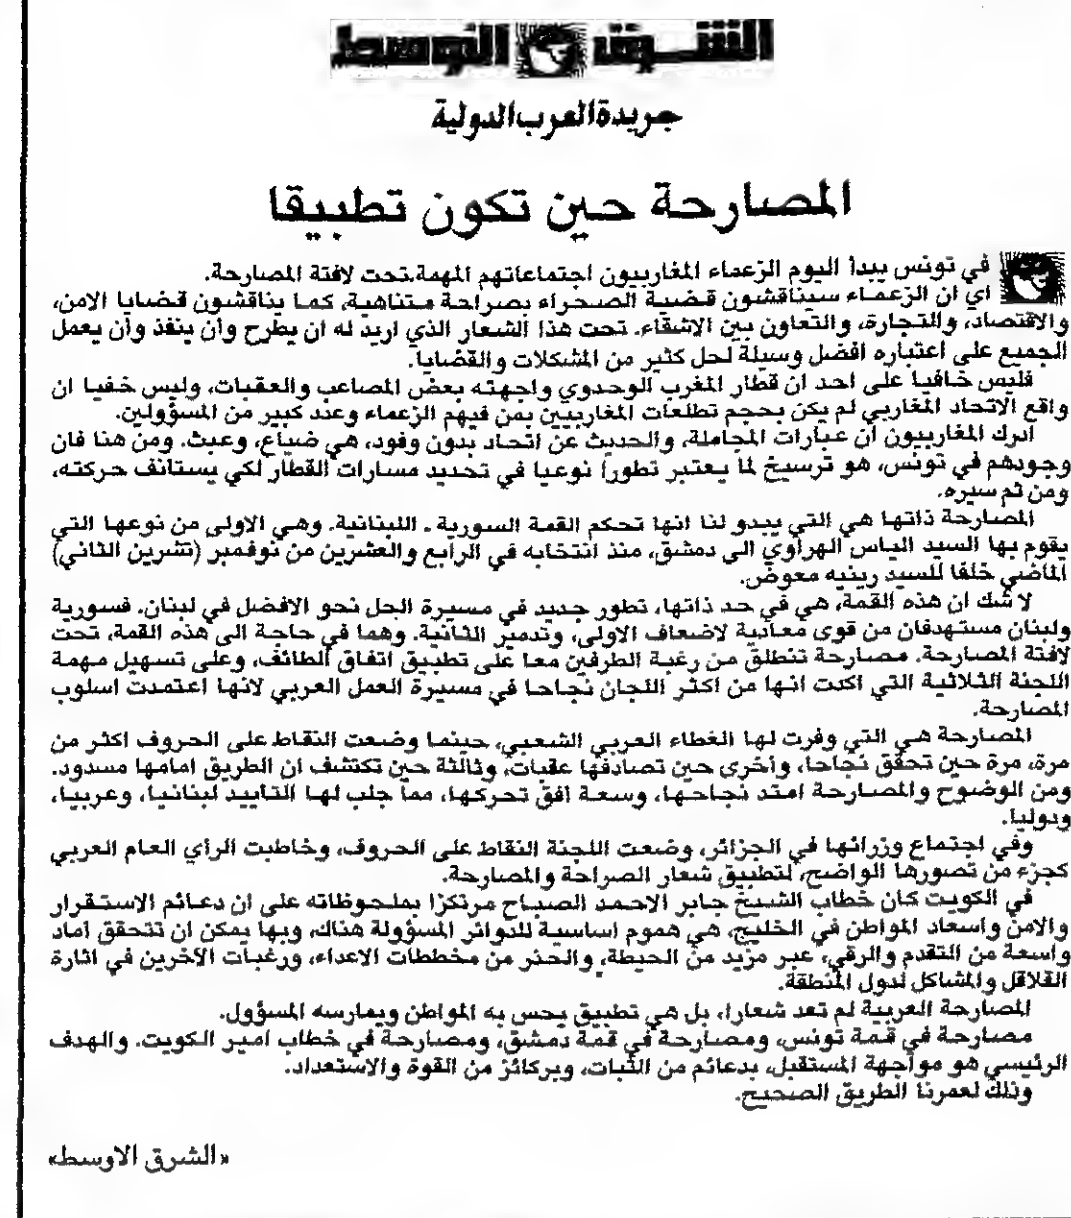 الشرق الأوسط
جريدة العرب الدولية
المصارحة حين تكون تطبيقا
في تونس يبدأ اليوم الزعماء المغاربيون اجتماعاتهم المهمة.تحت لافتة المصارحة.
اي ان الزعماء سيناقشون قضية الصحراء بصراحة متناهية، كما يناقشون قضايا الامن،
والاقتصاد، والتجارة، والتعاون بين الاشقاء. تحت هذا الشعار الذي اريد له ان يطرح وأن ينفذ وأن يعمل
الجميع على اعتباره افضل وسيلة لحل كثير من المشكلات والقضايا.
فليس خافيا على احد ان قطار المغرب الوحدوي واجهته بعض المصاعب والعقبات، وليس خفيا ان
واقع الاتحاد المغاربي لم يكن بحجم تطلعات المغاربيين بمن فيهم الزعماء وعدد كبير من المسؤولين.
ادرك المغاربيون ان عبارات المجاملة، والحديث عن اتحاد بدون وقود، هي ضياع، وعبث. ومن هنا فان
وجودهم في تونس، هو ترسيخ لما يعتبر تطوراً نوعيا في تحديد مسارات القطار لكي يستانف حركته،
ومن ثم سيره.
المصارحة ذاتها هي التي يبدو لنا انها تحكم القمة السورية ـ اللبنانية. وهي الاولى من نوعها التي
يقوم بها السيد الياس الهراوي الى دمشق، منذ انتخابه في الرابع والعشرين من نوفمبر (تشرين الثاني)
الماضي خلفا للسيد رينيه معوض.
لا شك ان هذه القمة، هي في حد ذاتها، تطور جديد في مسيرة الحل نحو الافضل في لبنان. فسورية
ولبنان مستهدفان من قوى معادية لاضعاف الاولى، وتدمير الثانية. وهما في حاجة الى هذه القمة، تحت
لافتة المصارحة. مصارحة تنطلق من رغبة الطرفين معا على تطبيق اتفاق الطائف، وعلى تسهيل مهمة
اللجنة الثلاثية التي اكدت انها من اكثر اللجان نجاحا في مسيرة العمل العربي لانها اعتمدت اسلوب
المصارحة.
المصارحة هي التي وفرت لها الغطاء العربي الشعبي، حينما وضعت النقاط على الحروف اكثر من
مرة، مرة حين تحقق نجاحا، وأخرى حين تصادفها عقبات، وثالثة حين تكتشف ان الطريق امامها مسدود.
ومن الوضوح والمصارحة امتد نجاحها، وسعة افق تحركها، مما جلب لها التاييد لبنانيا، وعربيا،
ودوليا.
وفي اجتماع وزرائها في الجزائر، وضعت اللجنة النقاط على الحروف، وخاطبت الرأي العام العربي
كجزء من تصورها الواضح، لتطبيق شعار الصراحة والمصارحة.
في الكويت كان خطاب الشيخ جابر الاحمد الصباح مرتكزا بملحوظاته على ان دعائم الاستقرار
والامن واسعاد المواطن في الخليج، هي هموم اساسية للدوائر المسؤولة هناك، وبها يمكن ان تتحقق اماد
واسعة من التقدم والرقي، عبر مزيد من الحيطة، والحذر من مخططات الاعداء، ورغبات الآخرين في اثارة
القلاقل والمشاكل لدول المنطقة.
المصارحة العربية لم تعد شعارا، بل هي تطبيق يحس به المواطن ويمارسه المسؤول.
مصارحة في قمة تونس، ومصارحة في قمة دمشق، ومصارحة في خطاب امير الكويت. والهدف
الرئيسي هو مواجهة المستقبل، بدعائم من الثبات، وبركائز من القوة والاستعداد.
وذلك لعمرنا الطريق الصحيح.
«الشرق الاوسط»